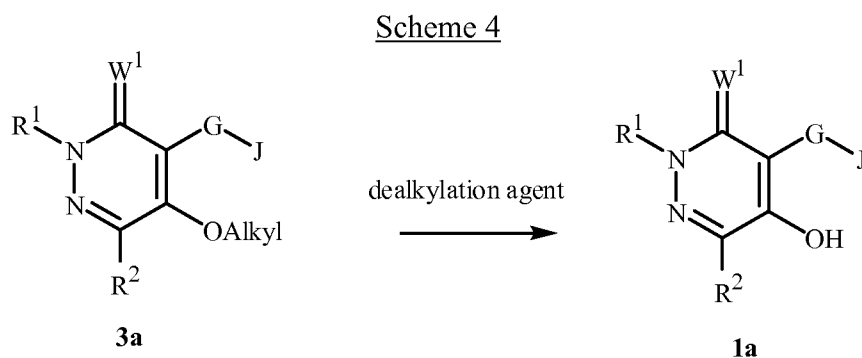 Scheme 4
W¹ W¹
R¹ G R¹ G
N J N J
dealkylation agent
N N
OAlkyl OH
R² R²
3a 1a